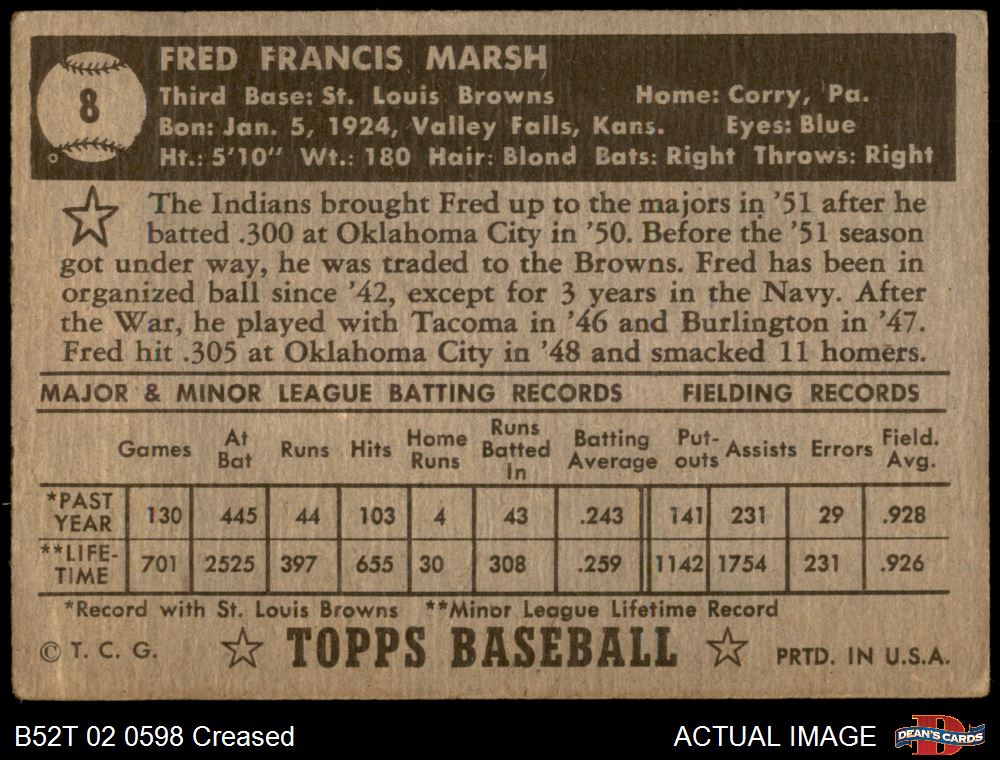 8
FRED FRANCIS MARSH
Third Base: St. Louis Browns Home: Corry, Pa.
Bon: Jan. 5, 1924, Valley Falls, Kans. Eyes: Blue
Ht.: 5'10" Wt.: 180 Hair: Blond Bats: Right Throws: Right
The Indians brought Fred up to the majors in '51 after he
batted .300 at Oklahoma City in '50. Before the '51 season
got under way, he was traded to the Browns. Fred has been in
organized ball since '42, except for 3 years in the Navy. After
the War, he played with Tacoma in '46 and Burlington in '47.
Fred hit .305 at Oklahoma City in '48 and smacked 11 homers.
MAJOR & MINOR LEAGUE BATTING RECORDS FIELDING RECORDS
Games At Bat Runs Hits Home Runs Runs Batted In Batting Average Put-outs Assists Errors Field. Avg.
*PAST YEAR 130 445 44 103 4 43 .243 141 231 29 .928
**LIFE-TIME 701 2525 397 655 30 308 .259 1142 1754 231 .926
*Record with St. Louis Browns **Minor League Lifetime Record
© T. C. G. TOPPS BASEBALL PRTD. IN U.S.A.
B52T 02 0598 Creased ACTUAL IMAGE D DEAN'S CARDS